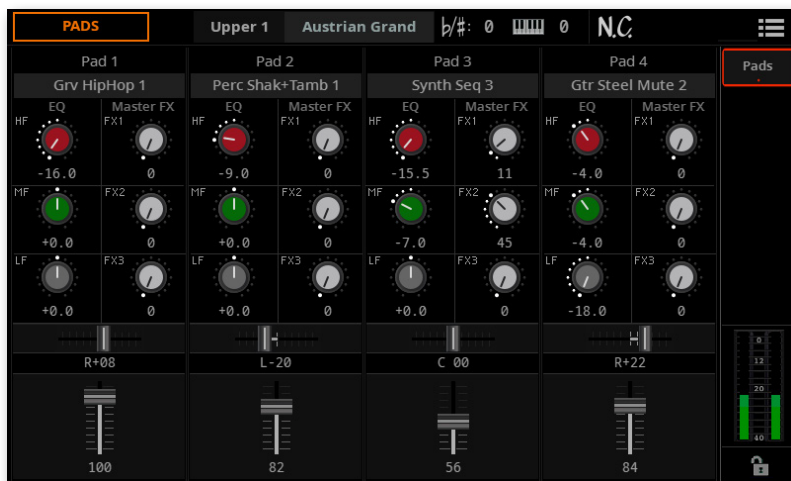 PADS Upper 1 Austrian Grand ♭/#: 0 0 N.C.
Pad 1 Pad 2 Pad 3 Pad 4 Pads
Grv HipHop 1 Perc Shak+Tamb 1 Synth Seq 3 Gtr Steel Mute 2
EQ Master FX EQ Master FX EQ Master FX EQ Master FX
HF FX1 HF FX1 HF FX1 HF FX1
-16.0 0 -9.0 0 -15.5 11 -4.0 0
MF FX2 MF FX2 MF FX2 MF FX2
+0.0 0 +0.0 0 -7.0 45 -4.0 0
LF FX3 LF FX3 LF FX3 LF FX3
+0.0 0 +0.0 0 +0.0 0 -18.0 0
R+08 L-20 C 00 R+22
100 82 56 84
0
12
20
40